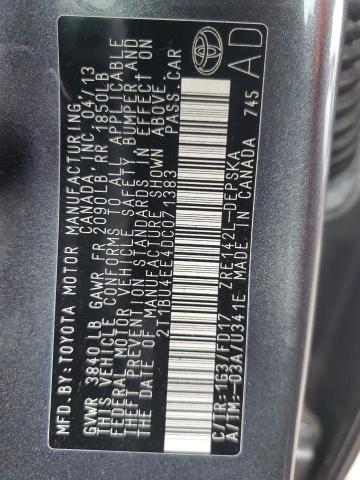 MFD.BY: TOYOTA MOTOR MANUFACTURING
CANADA, INC. 04/13
GVWR 3840LB GAWR FR 2090LB RR 1850LB
THIS VEHICLE CONFORMS TO ALL APPLICABLE
FEDERAL MOTOR VEHICLE SAFETY BUMPER, AND
THEFT PREVENTION STANDARDS IN EFFECT ON
THE DATE OF MANUFACTURE SHOWN ABOVE.
2T1BU4EE4DC071383 PASS.CAR
C/TR: 1G3/FD17 ZRE142L-DEPSKA
A/TM: -03A/U341E MADE IN CANADA 745
AD